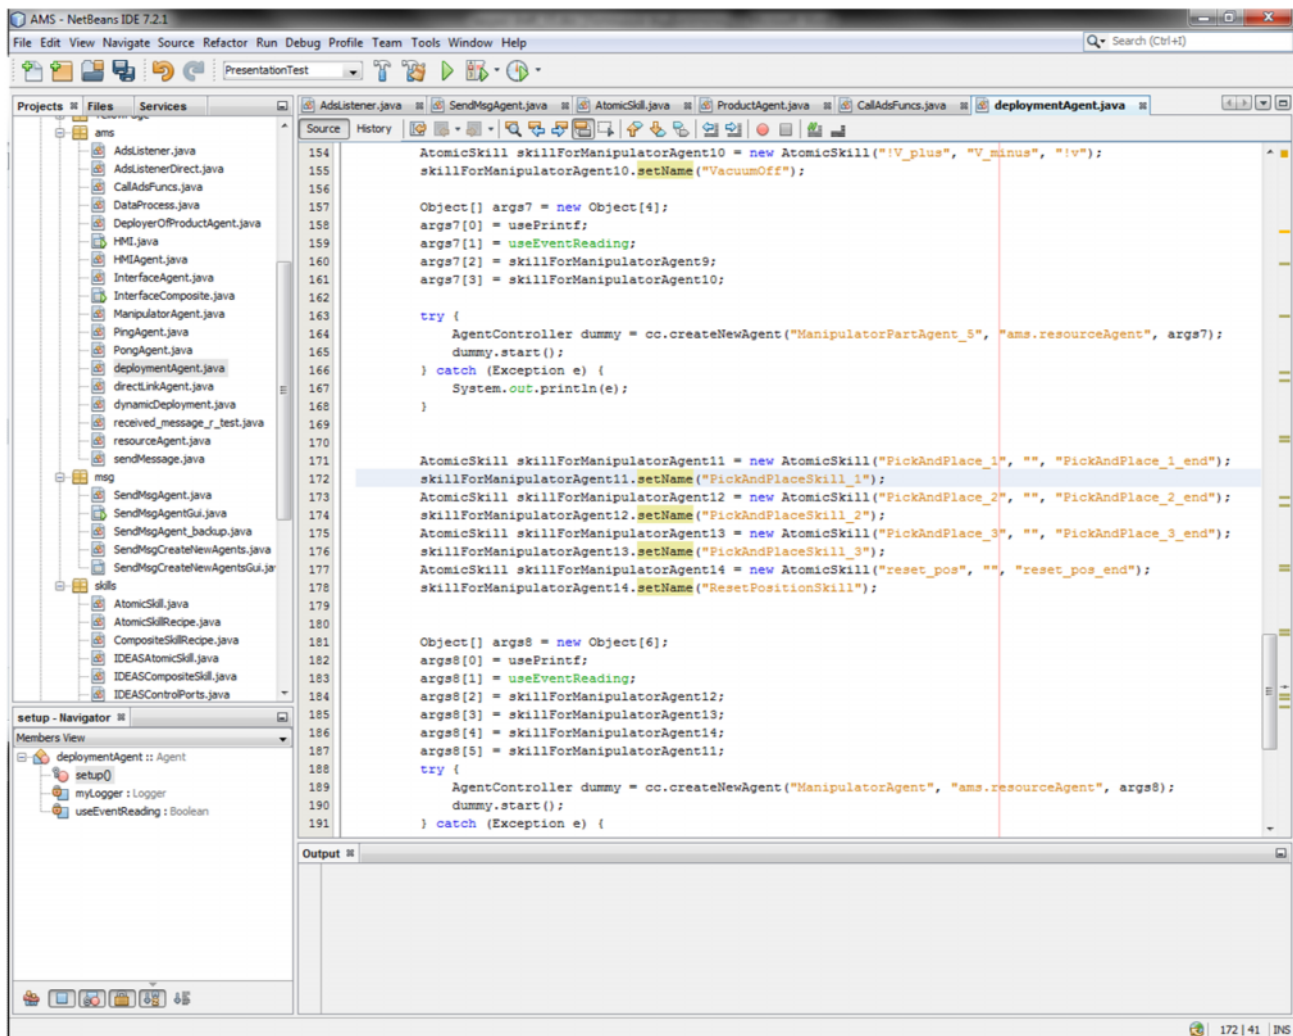 AMS - NetBeans IDE 7.2.1
File Edit View Navigate Source Refactor Run Debug Profile Team Tools Window Help
Search (Ctrl+I)
PresentationTest
Projects Files Services
ams
AdsListener.java
AdsListenerDirect.java
CallAdsFuncs.java
DataProcess.java
DeployerOfProductAgent.java
HMI.java
HMIAgent.java
InterfaceAgent.java
InterfaceComposite.java
ManipulatorAgent.java
PingAgent.java
PongAgent.java
deploymentAgent.java
directLinkAgent.java
dynamicDeployment.java
received_message_r_test.java
resourceAgent.java
sendMessage.java
msg
SendMsgAgent.java
SendMsgAgentGui.java
SendMsgAgent_backup.java
SendMsgCreateNewAgents.java
SendMsgCreateNewAgentsGui.jav
skills
AtomicSkill.java
AtomicSkillRecipe.java
CompositeSkillRecipe.java
IDEASAtomicSkill.java
IDEASCompositeSkill.java
IDEASControlPorts.java
setup - Navigator
Members View
deploymentAgent :: Agent
setup()
myLogger : Logger
useEventReading : Boolean
AdsListener.java SendMsgAgent.java AtomicSkill.java ProductAgent.java CallAdsFuncs.java deploymentAgent.java
Source History
154 AtomicSkill skillForManipulatorAgent10 = new AtomicSkill("!V_plus", "V_minus", "!v");
155 skillForManipulatorAgent10.setName("VacuumOff");
156
157 Object[] args7 = new Object[4];
158 args7[0] = usePrintf;
159 args7[1] = useEventReading;
160 args7[2] = skillForManipulatorAgent9;
161 args7[3] = skillForManipulatorAgent10;
162
163 try {
164 AgentController dummy = cc.createNewAgent("ManipulatorPartAgent_5", "ams.resourceAgent", args7);
165 dummy.start();
166 } catch (Exception e) {
167 System.out.println(e);
168 }
169
170
171 AtomicSkill skillForManipulatorAgent11 = new AtomicSkill("PickAndPlace_1", "", "PickAndPlace_1_end");
172 skillForManipulatorAgent11.setName("PickAndPlaceSkill_1");
173 AtomicSkill skillForManipulatorAgent12 = new AtomicSkill("PickAndPlace_2", "", "PickAndPlace_2_end");
174 skillForManipulatorAgent12.setName("PickAndPlaceSkill_2");
175 AtomicSkill skillForManipulatorAgent13 = new AtomicSkill("PickAndPlace_3", "", "PickAndPlace_3_end");
176 skillForManipulatorAgent13.setName("PickAndPlaceSkill_3");
177 AtomicSkill skillForManipulatorAgent14 = new AtomicSkill("reset_pos", "", "reset_pos_end");
178 skillForManipulatorAgent14.setName("ResetPositionSkill");
179
180
181 Object[] args8 = new Object[6];
182 args8[0] = usePrintf;
183 args8[1] = useEventReading;
184 args8[2] = skillForManipulatorAgent12;
185 args8[3] = skillForManipulatorAgent13;
186 args8[4] = skillForManipulatorAgent14;
187 args8[5] = skillForManipulatorAgent11;
188 try {
189 AgentController dummy = cc.createNewAgent("ManipulatorAgent", "ams.resourceAgent", args8);
190 dummy.start();
191 } catch (Exception e) {
Output
172 | 41 INS